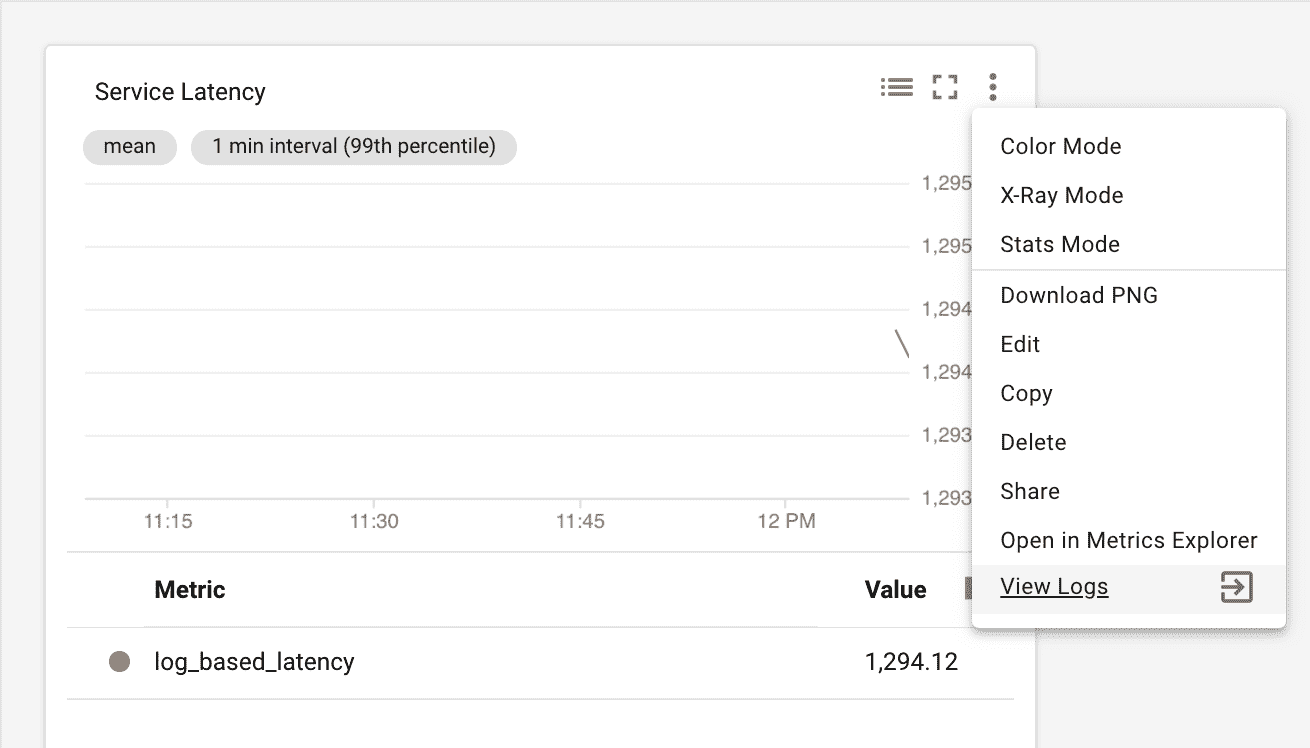 Service Latency
mean
1 min interval (99th percentile)
1,295
1,295
1,294
1,294
1,293
1,293
11:15
11:30
11:45
12 PM
Metric
Value
log_based_latency
1,294.12
Color Mode
X-Ray Mode
Stats Mode
Download PNG
Edit
Copy
Delete
Share
Open in Metrics Explorer
View Logs